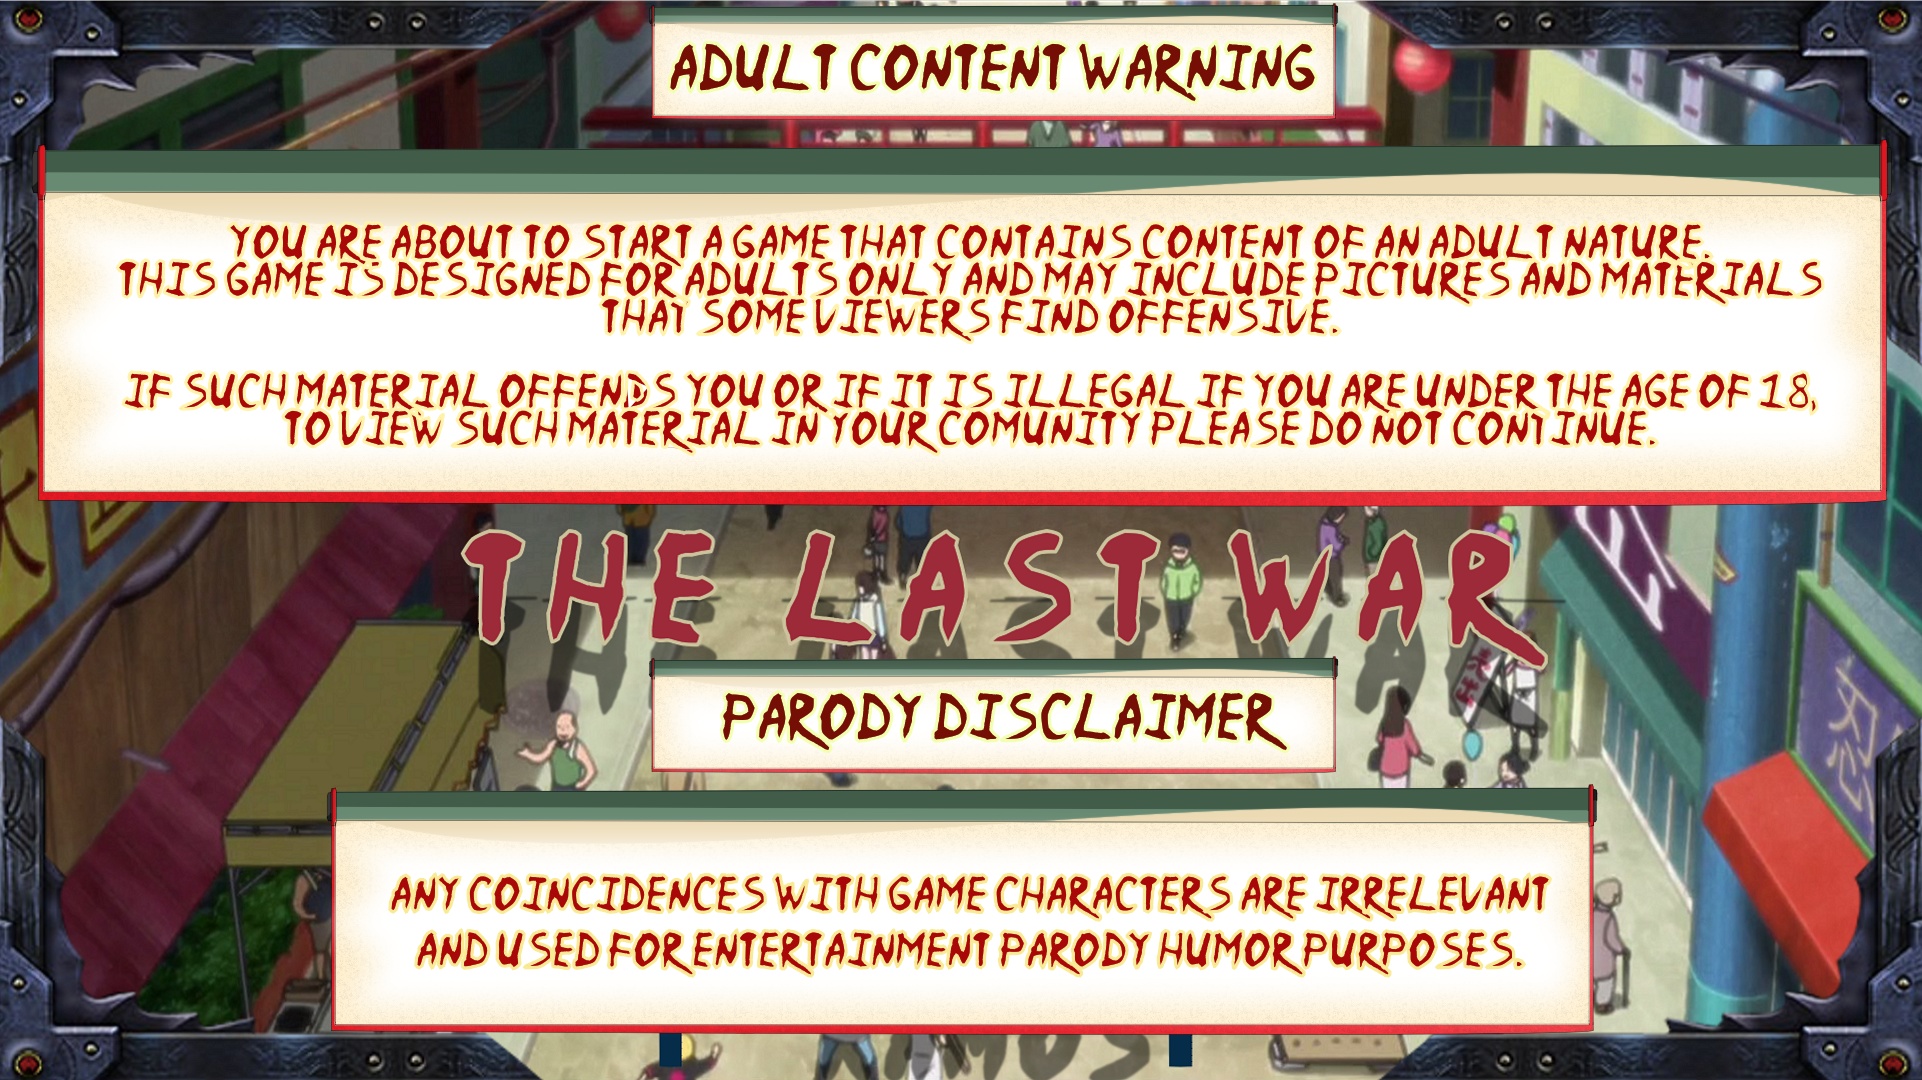 ADULT CONTENT WARNING
YOU ARE ABOUT TO START A GAME THAT CONTAINS CONTENT OF AN ADULT NATURE.
THIS GAME IS DESIGNED FOR ADULTS ONLY AND MAY INCLUDE PICTURES AND MATERIALS
THAT SOME VIEWERS FIND OFFENSIVE.
IF SUCH MATERIAL OFFENDS YOU OR IF IT IS ILLEGAL IF YOU ARE UNDER THE AGE OF 18,
TO VIEW SUCH MATERIAL IN YOUR COMUNITY PLEASE DO NOT CONTINUE.
THE LAST WAR
PARODY DISCLAIMER
ANY COINCIDENCES WITH GAME CHARACTERS ARE IRRELEVANT
AND USED FOR ENTERTAINMENT PARODY HUMOR PURPOSES.